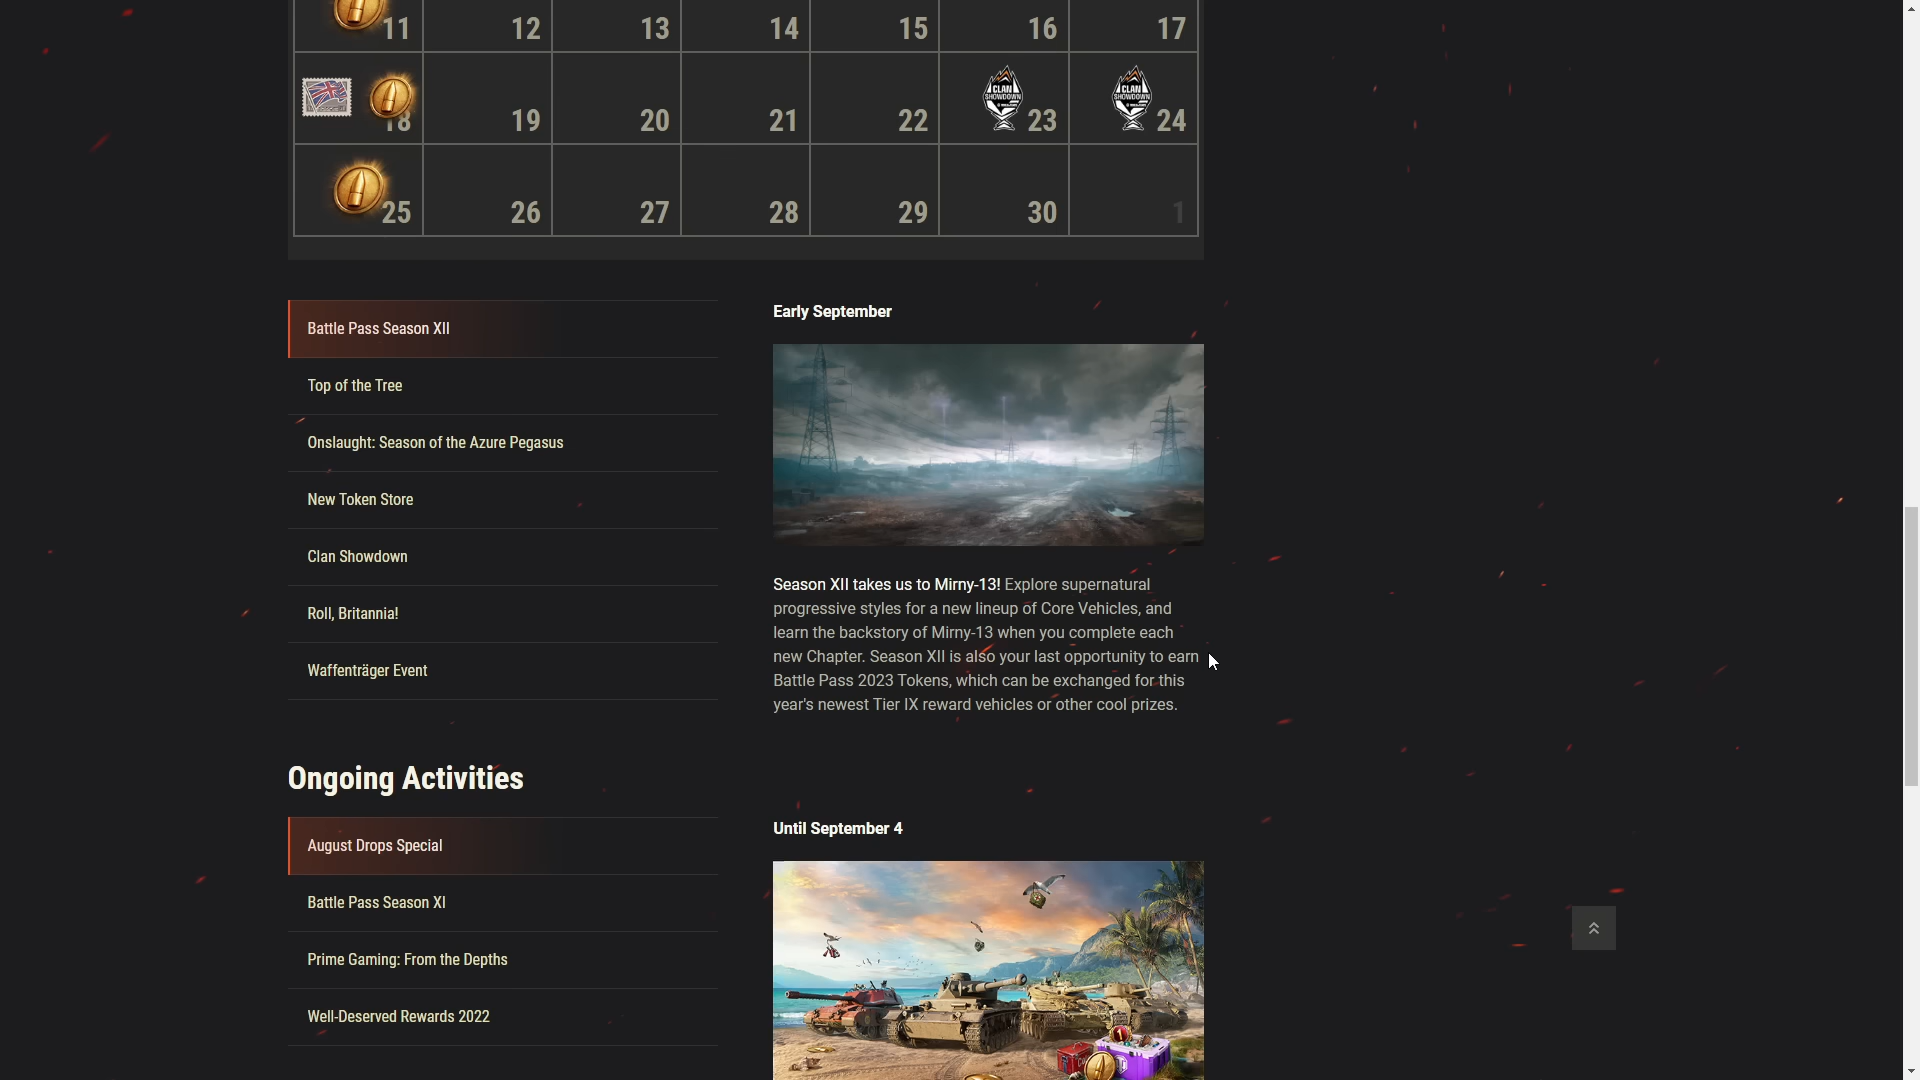 11 12 13 14 15 16 17
18 19 20 21 22 CLAN SHOWDOWN 23 CLAN SHOWDOWN 24
25 26 27 28 29 30 1
Battle Pass Season XII
Top of the Tree
Onslaught: Season of the Azure Pegasus
New Token Store
Clan Showdown
Roll, Britannia!
Waffenträger Event
Early September
Season XII takes us to Mirny-13! Explore supernatural
progressive styles for a new lineup of Core Vehicles, and
learn the backstory of Mirny-13 when you complete each
new Chapter. Season XII is also your last opportunity to earn
Battle Pass 2023 Tokens, which can be exchanged for this
year's newest Tier IX reward vehicles or other cool prizes.
Ongoing Activities
August Drops Special
Battle Pass Season XI
Prime Gaming: From the Depths
Well-Deserved Rewards 2022
Until September 4